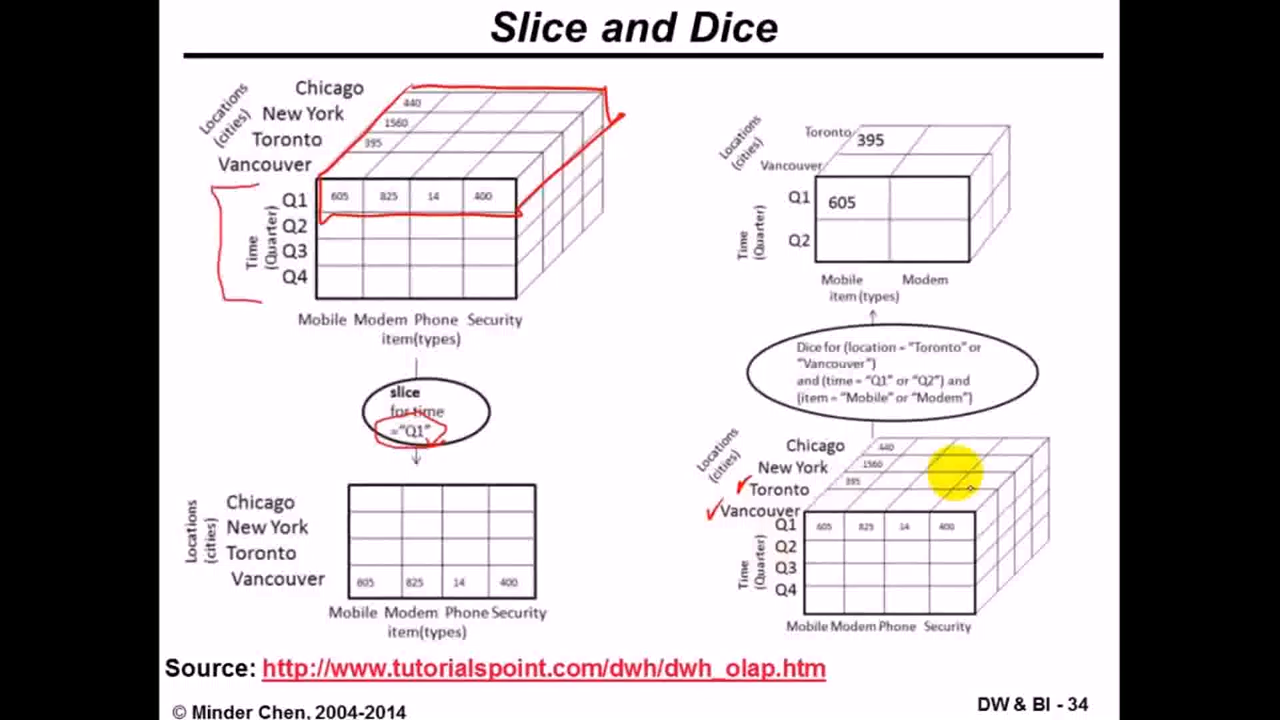 Slice and Dice
Locations
(cities)
Chicago
New York
Toronto
Vancouver
440
1560
395
Q1
Q2
Q3
Q4
Time
(Quarter)
605 825 14 400
Mobile Modem Phone Security
item(types)
slice
for time
="Q1"
Locations
(cities)
Chicago
New York
Toronto
Vancouver
605 825 14 400
Mobile Modem Phone Security
item(types)
Locations
(cities)
Toronto
Vancouver
395
Time
(Quarter)
Q1
Q2
605
Mobile Modem
item(types)
Dice for (location = "Toronto" or
"Vancouver")
and (time = "Q1" or "Q2") and
(item = "Mobile" or "Modem")
Locations
(cities)
Chicago
New York
Toronto
Vancouver
440
1560
395
Time
(Quarter)
Q1
Q2
Q3
Q4
605 825 14 400
Mobile Modem Phone Security
Source: http://www.tutorialspoint.com/dwh/dwh_olap.htm
© Minder Chen, 2004-2014
DW & BI - 34